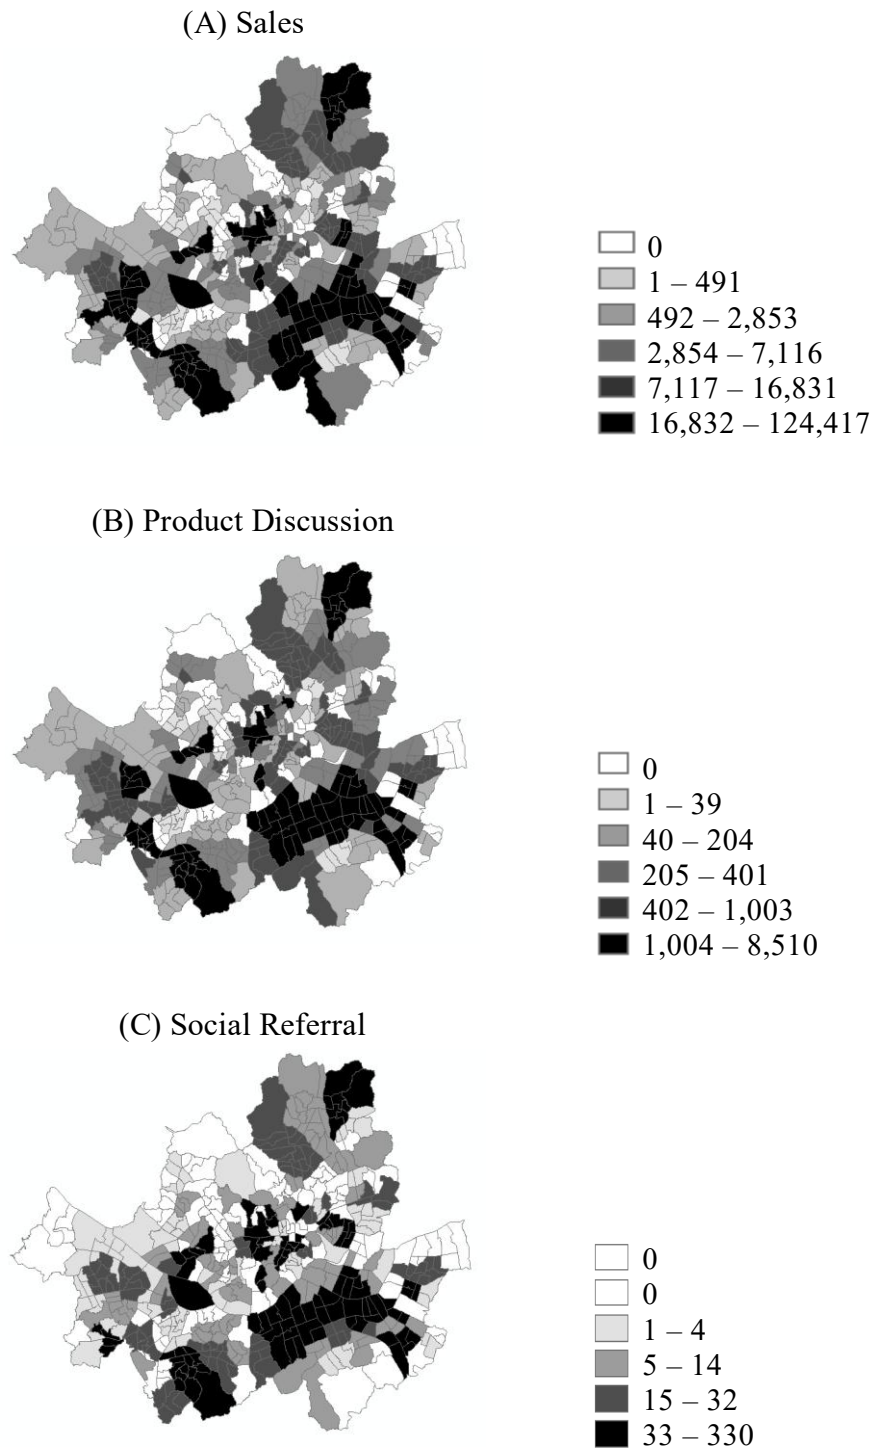 (A) Sales
0
1 – 491
492 – 2,853
2,854 – 7,116
7,117 – 16,831
16,832 – 124,417
(B) Product Discussion
0
1 – 39
40 – 204
205 – 401
402 – 1,003
1,004 – 8,510
(C) Social Referral
0
0
1 – 4
5 – 14
15 – 32
33 – 330